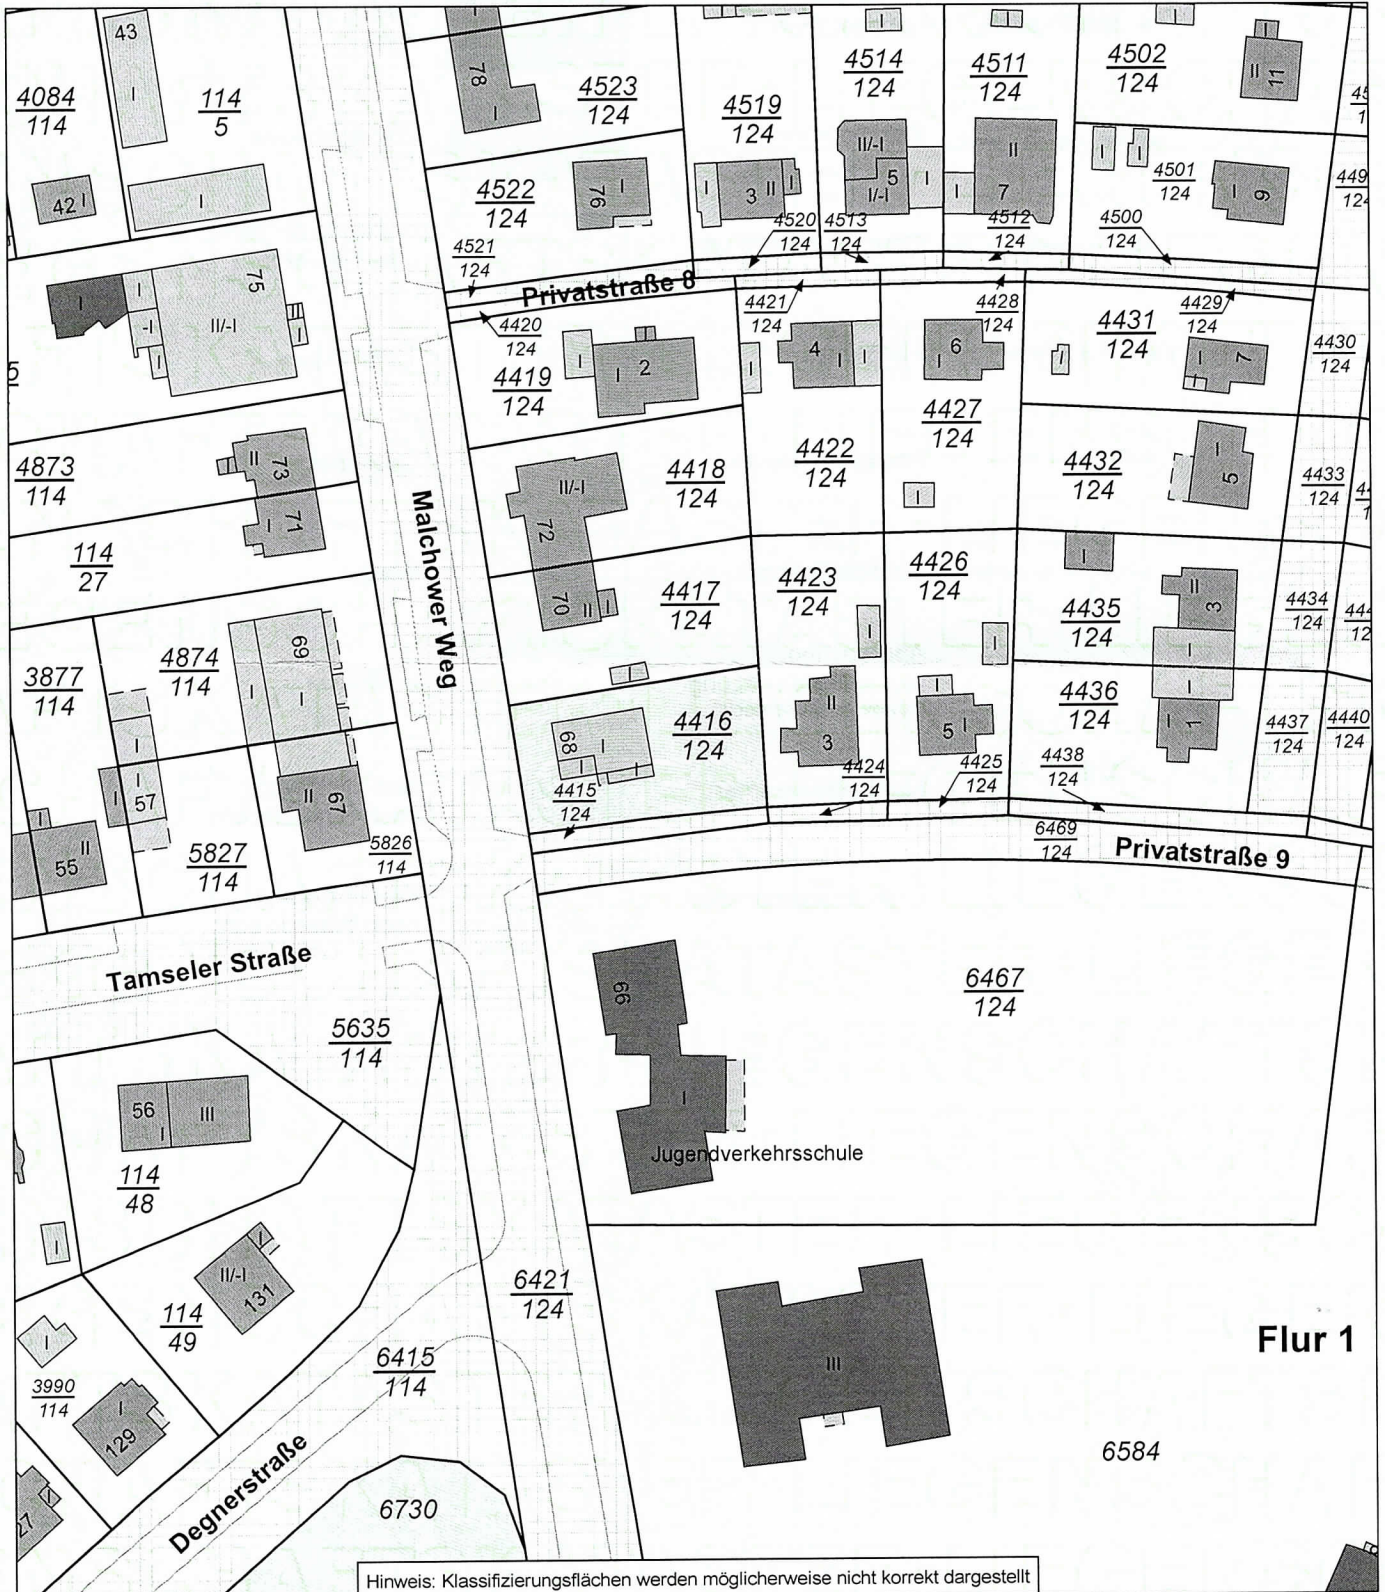 43
78
I
I
4084
114
114
5
I
42 I
I
4523
124
4519
124
4514
124
4511
124
4502
124
I
II
11
4522
124
76 I
I
3 II I
II/-I
5
I/-I
I
I
II
7
I
I
4501
124
I
9
4521
124
4520
124
4513
124
4512
124
4500
124
Privatstraße 8
75
I
I
-I
I
II/-I
II
I
4420
124
4419
124
I
I 2
4421
124
I
4 I
I
4428
124
6
I
4431
124
I
4429
124
I
7
4430
124
4873
114
II
73
71
I
114
27
Malchower Weg
II/-I
72
4418
124
4422
124
4427
124
I
4432
124
I
5
4433
124
70 II I
4417
124
4423
124
4426
124
I
II
3
4435
124
4434
124
3877
114
4874
114
69
I
I
I
I
I
I
I
4416
124
68
I
I
I
II
3
I
5 I
4436
124
I
1
4437
124
4440
124
4415
124
4424
124
4425
124
4438
124
I
I
I
57
II
67
I
55 II
5827
114
5826
114
6469
124
Privatstraße 9
Tamseler Straße
5635
114
66
6467
124
I
Jugendverkehrsschule
56
I
III
114
48
I
II/-I
131
114
49
6421
124
6415
114
III
Flur 1
I
3990
114
I
129
27
I
Degnerstraße
6730
6584
Hinweis: Klassifizierungsflächen werden möglicherweise nicht korrekt dargestellt